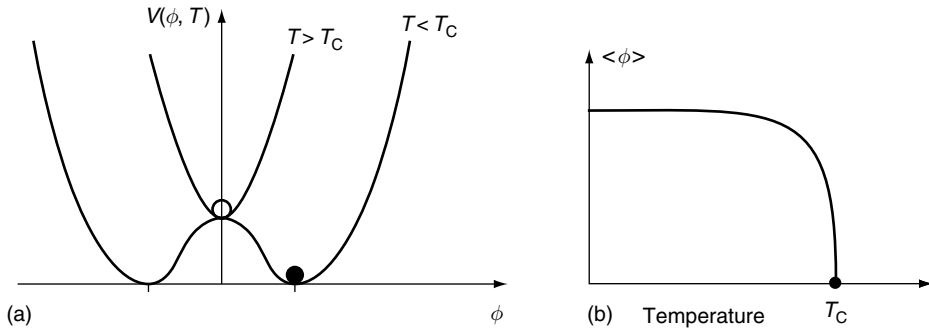 V(ϕ, T)
T > T_C
T < T_C
(a)
ϕ
<ϕ>
(b)
Temperature
T_C